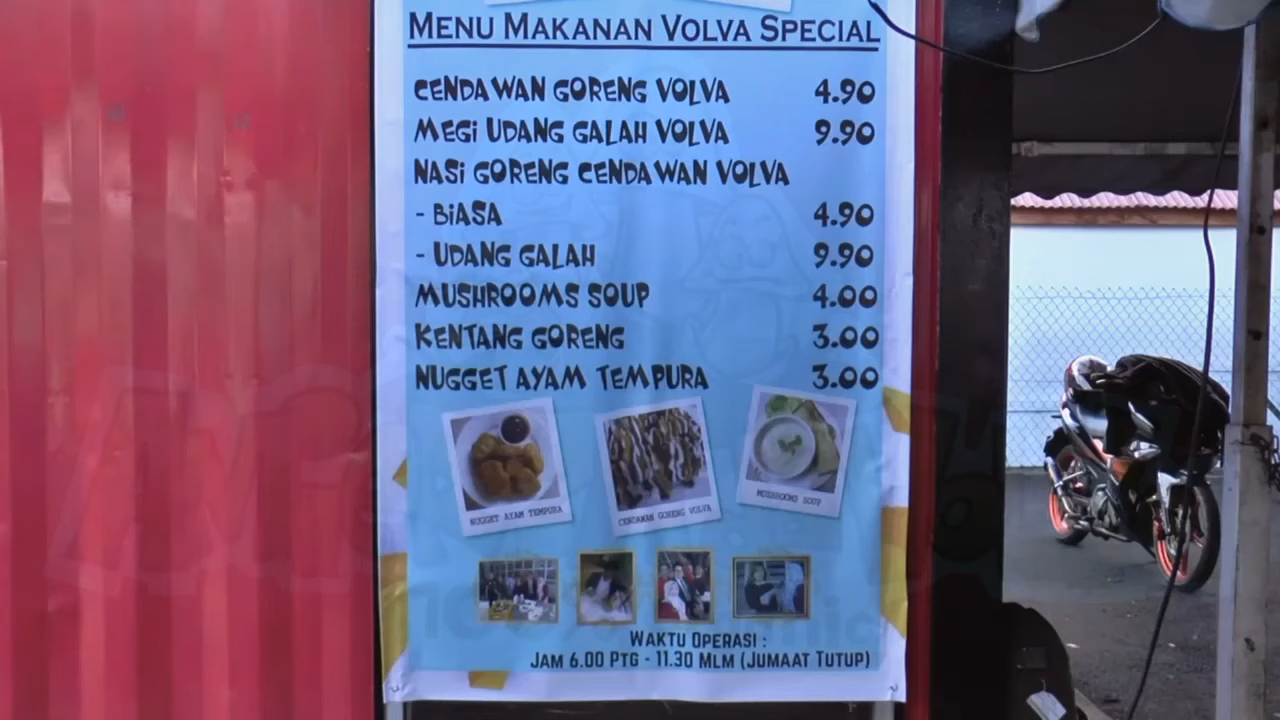 MENU MAKANAN VOLVA SPECIAL
CENDAWAN GORENG VOLVA 4.90
MEGI UDANG GALAH VOLVA 9.90
NASI GORENG CENDAWAN VOLVA
- BIASA 4.90
- UDANG GALAH 9.90
MUSHROOMS SOUP 4.00
KENTANG GORENG 3.00
NUGGET AYAM TEMPURA 3.00
NUGGET AYAM TEMPURA
CENDAWAN GORENG VOLVA
MUSHROOMS SOUP
WAKTU OPERASI :
JAM 6.00 PTG - 11.30 MLM (JUMAAT TUTUP)